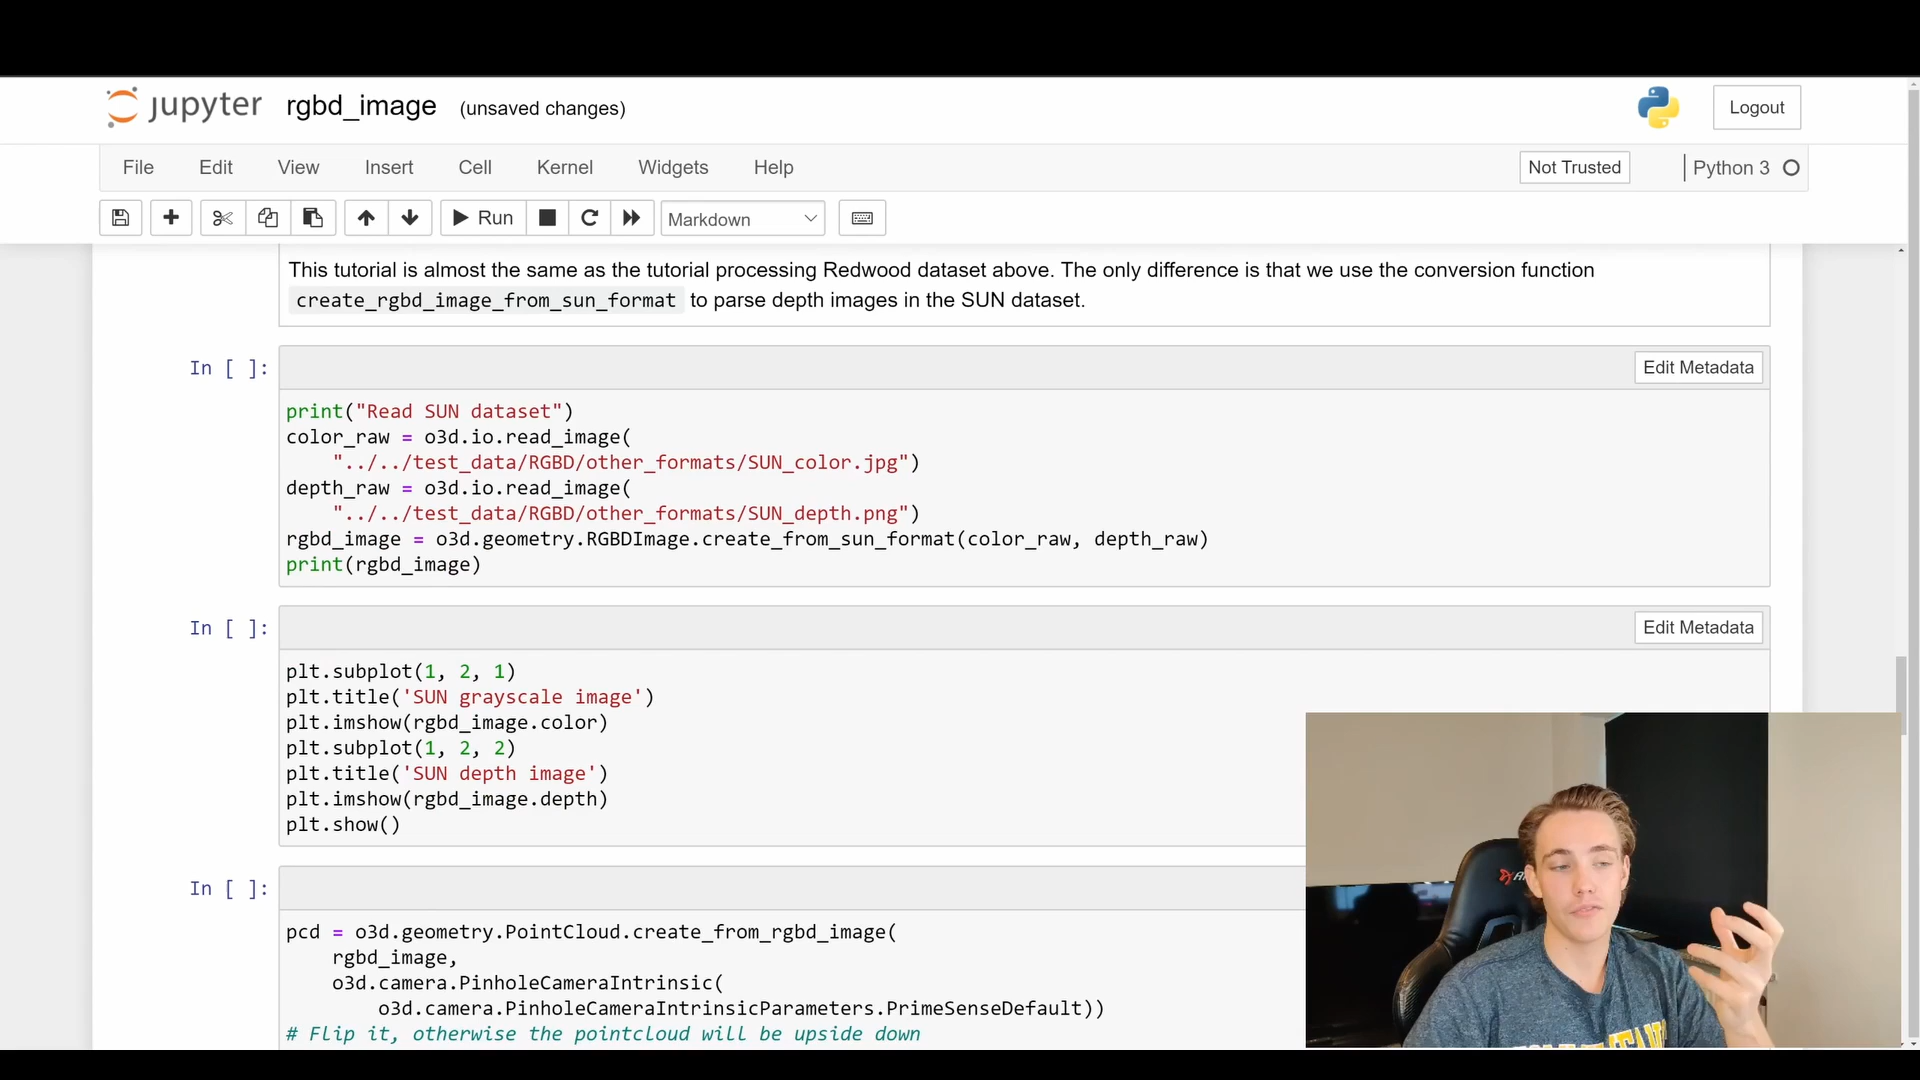 jupyter rgbd_image (unsaved changes) Logout
File Edit View Insert Cell Kernel Widgets Help Not Trusted Python 3
Run Markdown
This tutorial is almost the same as the tutorial processing Redwood dataset above. The only difference is that we use the conversion function
create_rgbd_image_from_sun_format to parse depth images in the SUN dataset.
In [ ]: Edit Metadata
print("Read SUN dataset")
color_raw = o3d.io.read_image(
    "../../test_data/RGBD/other_formats/SUN_color.jpg")
depth_raw = o3d.io.read_image(
    "../../test_data/RGBD/other_formats/SUN_depth.png")
rgbd_image = o3d.geometry.RGBDImage.create_from_sun_format(color_raw, depth_raw)
print(rgbd_image)
In [ ]: Edit Metadata
plt.subplot(1, 2, 1)
plt.title('SUN grayscale image')
plt.imshow(rgbd_image.color)
plt.subplot(1, 2, 2)
plt.title('SUN depth image')
plt.imshow(rgbd_image.depth)
plt.show()
In [ ]:
pcd = o3d.geometry.PointCloud.create_from_rgbd_image(
    rgbd_image,
    o3d.camera.PinholeCameraIntrinsic(
        o3d.camera.PinholeCameraIntrinsicParameters.PrimeSenseDefault))
# Flip it, otherwise the pointcloud will be upside down